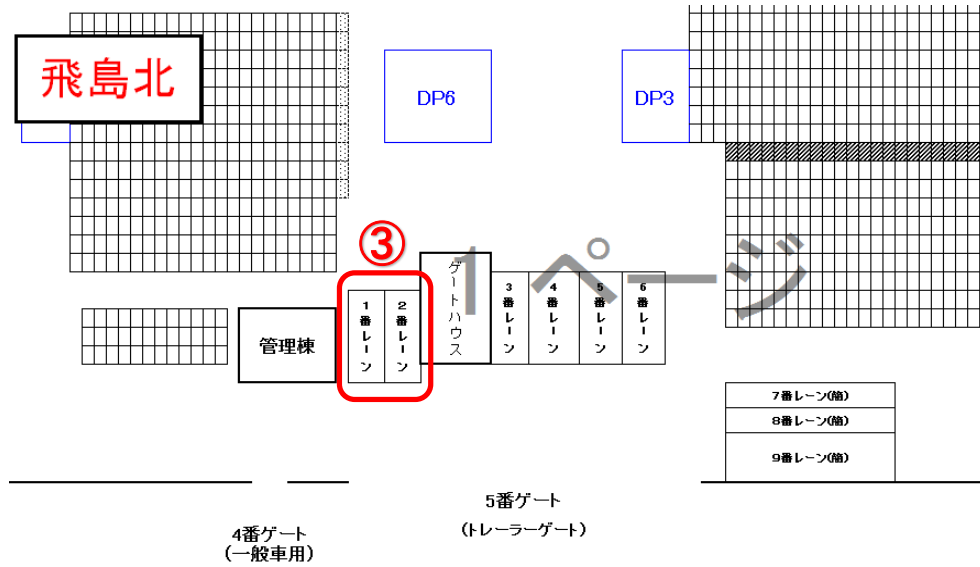 飛島北
DP6
DP3
③
1ページ
1番レーン
2番レーン
ゲートハウス
3番レーン
4番レーン
5番レーン
6番レーン
管理棟
7番レーン(簡)
8番レーン(簡)
9番レーン(簡)
5番ゲート
(トレーラーゲート)
4番ゲート
(一般車用)